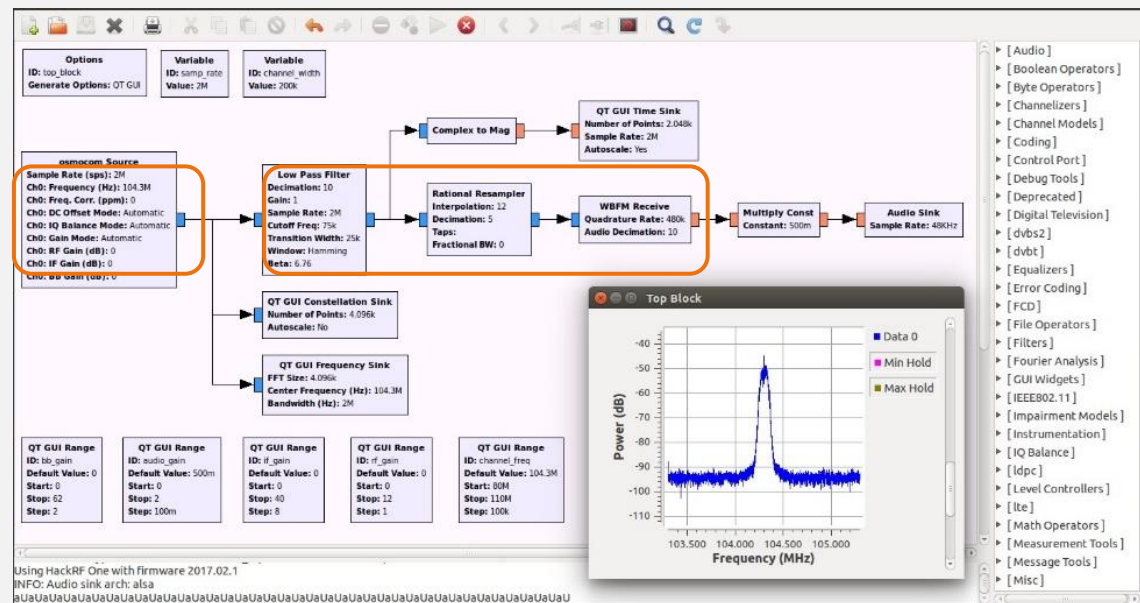 Options
ID: top_block
Generate Options: QT GUI
Variable
ID: samp_rate
Value: 2M
Variable
ID: channel_width
Value: 200k
osmocom Source
Sample Rate (sps): 2M
Ch0: Frequency (Hz): 104.3M
Ch0: Freq. Corr. (ppm): 0
Ch0: DC Offset Mode: Automatic
Ch0: IQ Balance Mode: Automatic
Ch0: Gain Mode: Automatic
Ch0: RF Gain (dB): 0
Ch0: IF Gain (dB): 0
Ch0: BB Gain (dB): 0
Low Pass Filter
Decimation: 10
Gain: 1
Sample Rate: 2M
Cutoff Freq: 75k
Transition Width: 25k
Window: Hamming
Beta: 6.76
Complex to Mag
QT GUI Time Sink
Number of Points: 2.048k
Sample Rate: 2M
Autoscale: Yes
Rational Resampler
Interpolation: 12
Decimation: 5
Taps:
Fractional BW: 0
WBFM Receive
Quadrature Rate: 480k
Audio Decimation: 10
Multiply Const
Constant: 500m
Audio Sink
Sample Rate: 48KHz
QT GUI Constellation Sink
Number of Points: 4.096k
Autoscale: No
QT GUI Frequency Sink
FFT Size: 4.096k
Center Frequency (Hz): 104.3M
Bandwidth (Hz): 2M
QT GUI Range
ID: bb_gain
Default Value: 0
Start: 0
Stop: 62
Step: 2
QT GUI Range
ID: audio_gain
Default Value: 500m
Start: 0
Stop: 2
Step: 100m
QT GUI Range
ID: if_gain
Default Value: 0
Start: 0
Stop: 40
Step: 8
QT GUI Range
ID: rf_gain
Default Value: 0
Start: 0
Stop: 12
Step: 1
QT GUI Range
ID: channel_freq
Default Value: 104.3M
Start: 80M
Stop: 110M
Step: 100k
Top Block
Data 0
Min Hold
Max Hold
Power (dB)
-40
-50
-60
-70
-80
-90
-100
-110
103.500 104.000 104.500 105.000
Frequency (MHz)
Using HackRF One with firmware 2017.02.1
INFO: Audio sink arch: alsa
aUaUaUaUaUaUaUaUaUaUaUaUaUaUaUaUaUaUaUaUaUaUaUaUaUaUaUaUaUaUaUaUaUaUaUaUaUaU
[ Audio ]
[ Boolean Operators ]
[ Byte Operators ]
[ Channelizers ]
[ Channel Models ]
[ Coding ]
[ Control Port ]
[ Debug Tools ]
[ Deprecated ]
[ Digital Television ]
[ dvbs2 ]
[ dvbt ]
[ Equalizers ]
[ Error Coding ]
[ FCD ]
[ File Operators ]
[ Filters ]
[ Fourier Analysis ]
[ GUI Widgets ]
[ IEEE802.11 ]
[ Impairment Models ]
[ Instrumentation ]
[ IQ Balance ]
[ ldpc ]
[ Level Controllers ]
[ lte ]
[ Math Operators ]
[ Measurement Tools ]
[ Message Tools ]
[ Misc ]